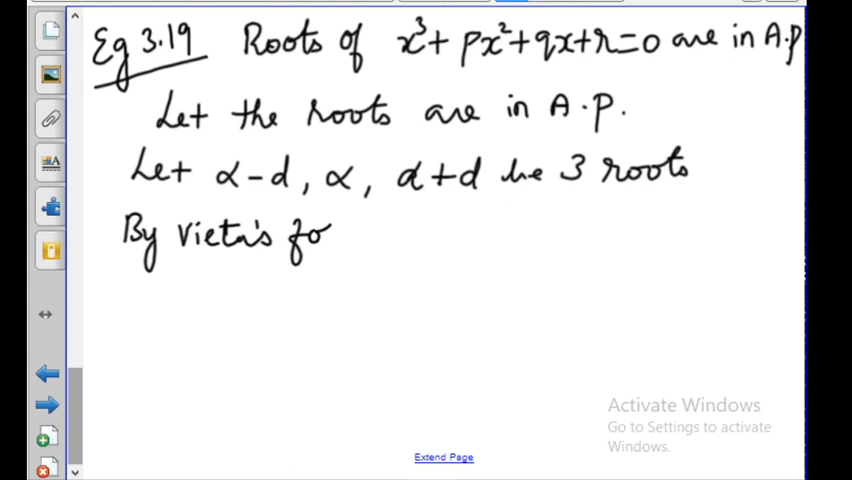 Eg 3.19 Roots of x³+ px²+qx+r=0 are in A.p
Let the roots are in A.p.
Let α-d, α, α+d be 3 roots
By Vieta's fo
Activate Windows
Go to Settings to activate
Windows.
Extend Page